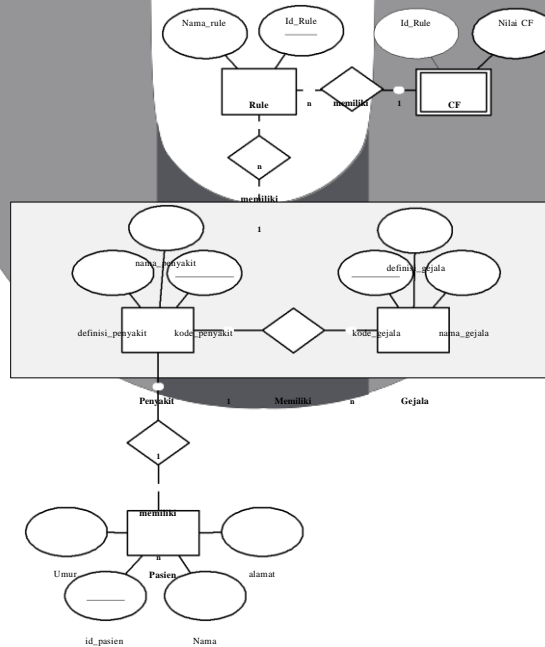 Nama_rule
Id_Rule
Id_Rule
Nilai CF
Rule
n
memiliki
1
CF
n
memiliki
1
nama_penyakit
definisi_gejala
definisi_penyakit
kode_penyakit
kode_gejala
nama_gejala
Penyakit
1
Memiliki
n
Gejala
1
memiliki
n
Umur
Pasien
alamat
id_pasien
Nama